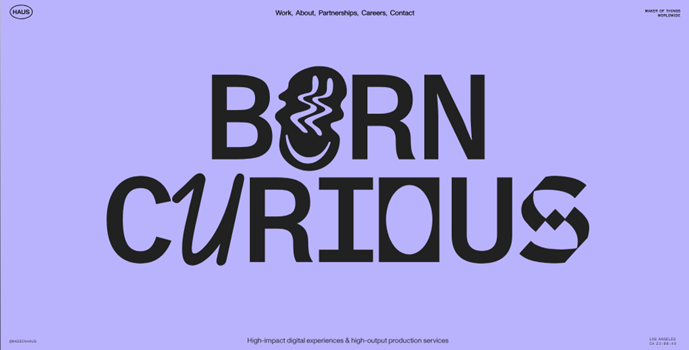 HAUS
Work, About, Partnerships, Careers, Contact
MAKER OF THINGS
WORLDWIDE
BORN
CURIOUS
High-impact digital experiences & high-output production services
LOS ANGELES